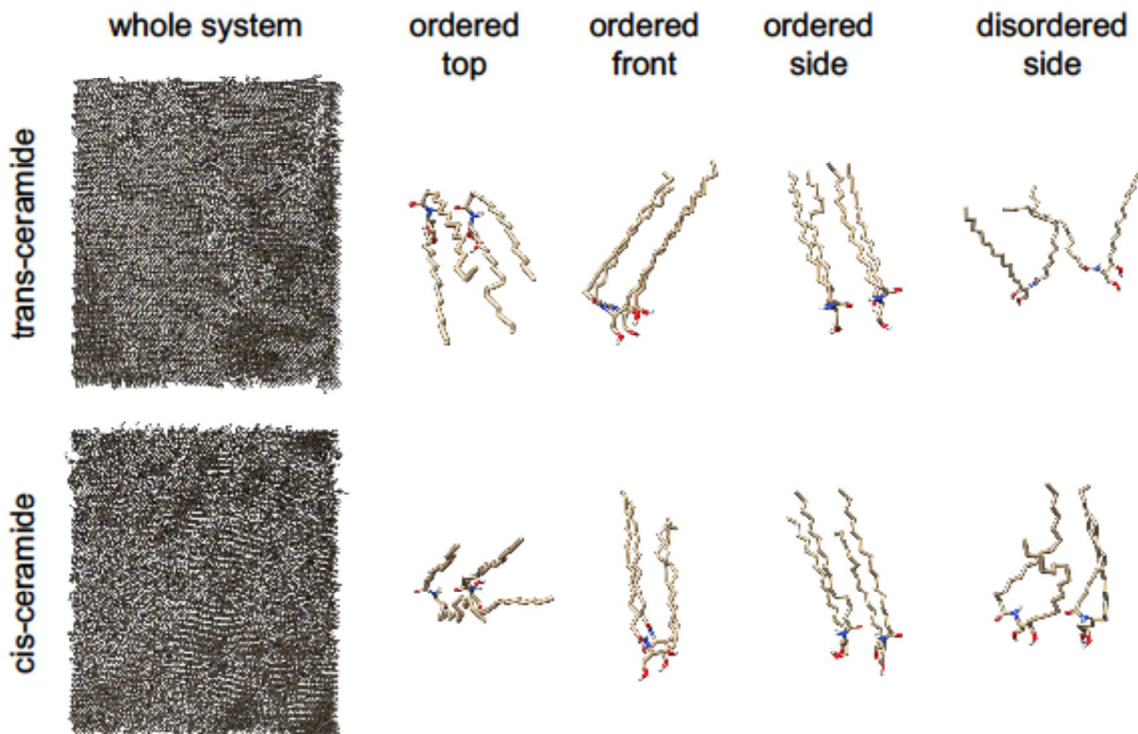 whole system
ordered
top
ordered
front
ordered
side
disordered
side
trans-ceramide
cis-ceramide